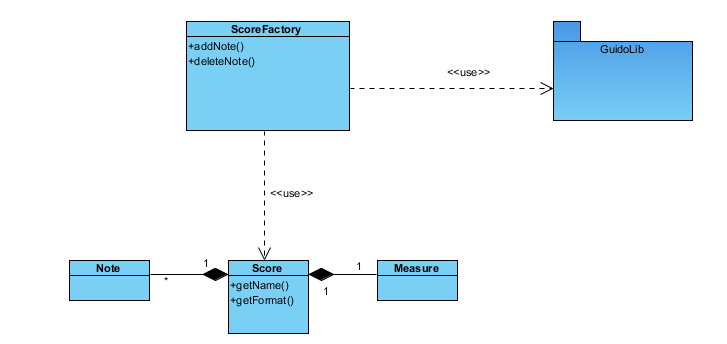 ScoreFactory
+addNote()
+deleteNote()
GuidoLib
<<use>>
<<use>>
Note
*
1
Score
+getName()
+getFormat()
1
1
Measure